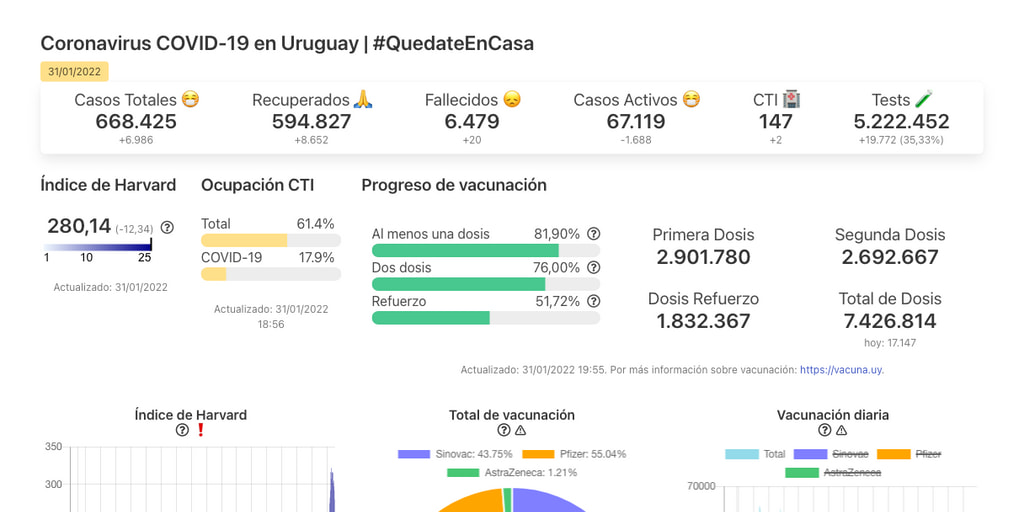 Coronavirus COVID-19 en Uruguay | #QuedateEnCasa
31/01/2022
Casos Totales 😷 Recuperados 🙏 Fallecidos 😞 Casos Activos 😷 CTI 🏥 Tests 🧪
668.425 594.827 6.479 67.119 147 5.222.452
+6.986 +8.652 +20 -1.688 +2 +19.772 (35,33%)
Índice de Harvard
280,14 (-12,34)
1 10 25
Actualizado: 31/01/2022
Ocupación CTI
Total 61.4%
COVID-19 17.9%
Actualizado: 31/01/2022
18:56
Progreso de vacunación
Al menos una dosis 81,90%
Dos dosis 76,00%
Refuerzo 51,72%
Primera Dosis
2.901.780
Segunda Dosis
2.692.667
Dosis Refuerzo
1.832.367
Total de Dosis
7.426.814
hoy: 17.147
Actualizado: 31/01/2022 19:55. Por más información sobre vacunación: https://vacuna.uy.
Índice de Harvard
❗
350
300
Total de vacunación
Sinovac: 43.75% Pfizer: 55.04%
AstraZeneca: 1.21%
Vacunación diaria
Total Sinovac Pfizer
AstraZeneca
70000